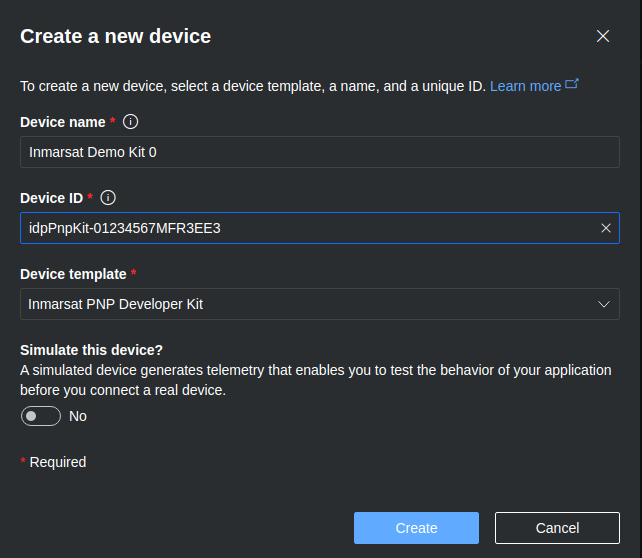 Create a new device
To create a new device, select a device template, a name, and a unique ID. Learn more
Device name *
Inmarsat Demo Kit 0
Device ID *
idpPnpKit-01234567MFR3EE3
Device template *
Inmarsat PNP Developer Kit
Simulate this device?
A simulated device generates telemetry that enables you to test the behavior of your application
before you connect a real device.
No
* Required
Create Cancel